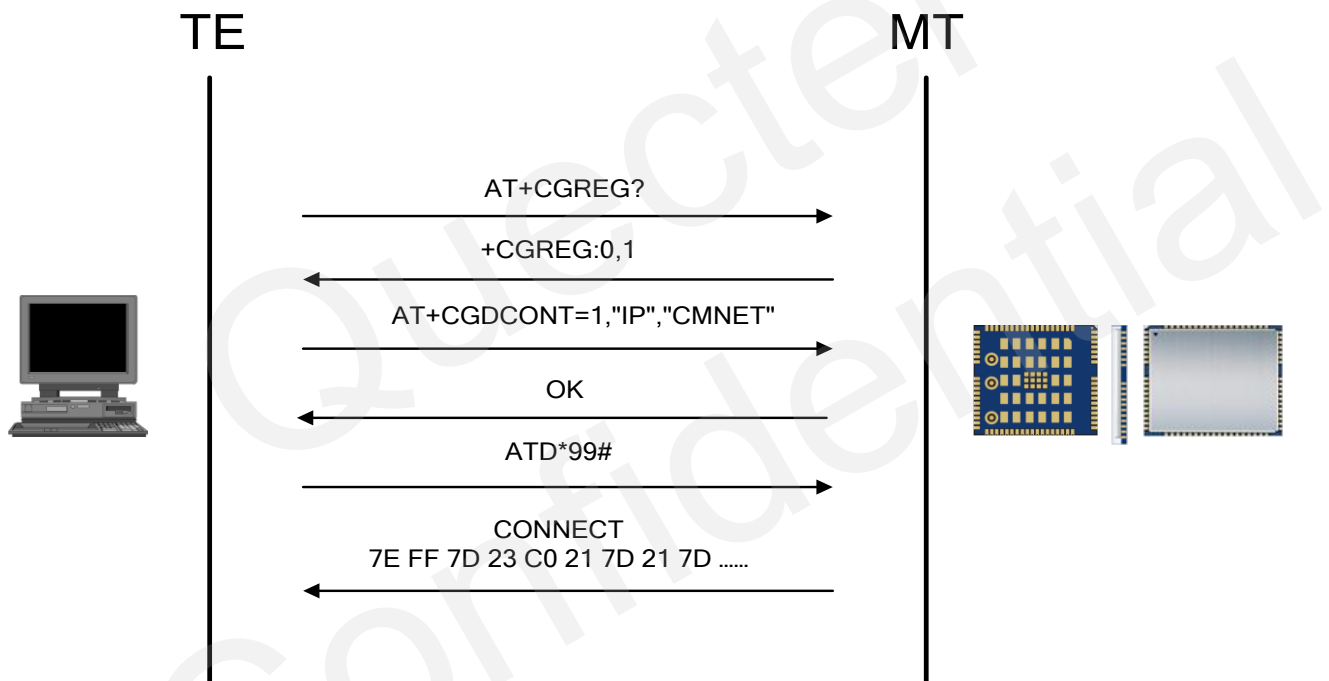 TE
MT
AT+CGREG?
+CGREG:0,1
AT+CGDCONT=1,"IP","CMNET"
OK
ATD*99#
CONNECT
7E FF 7D 23 C0 21 7D 21 7D ......
Quectel
Confidential